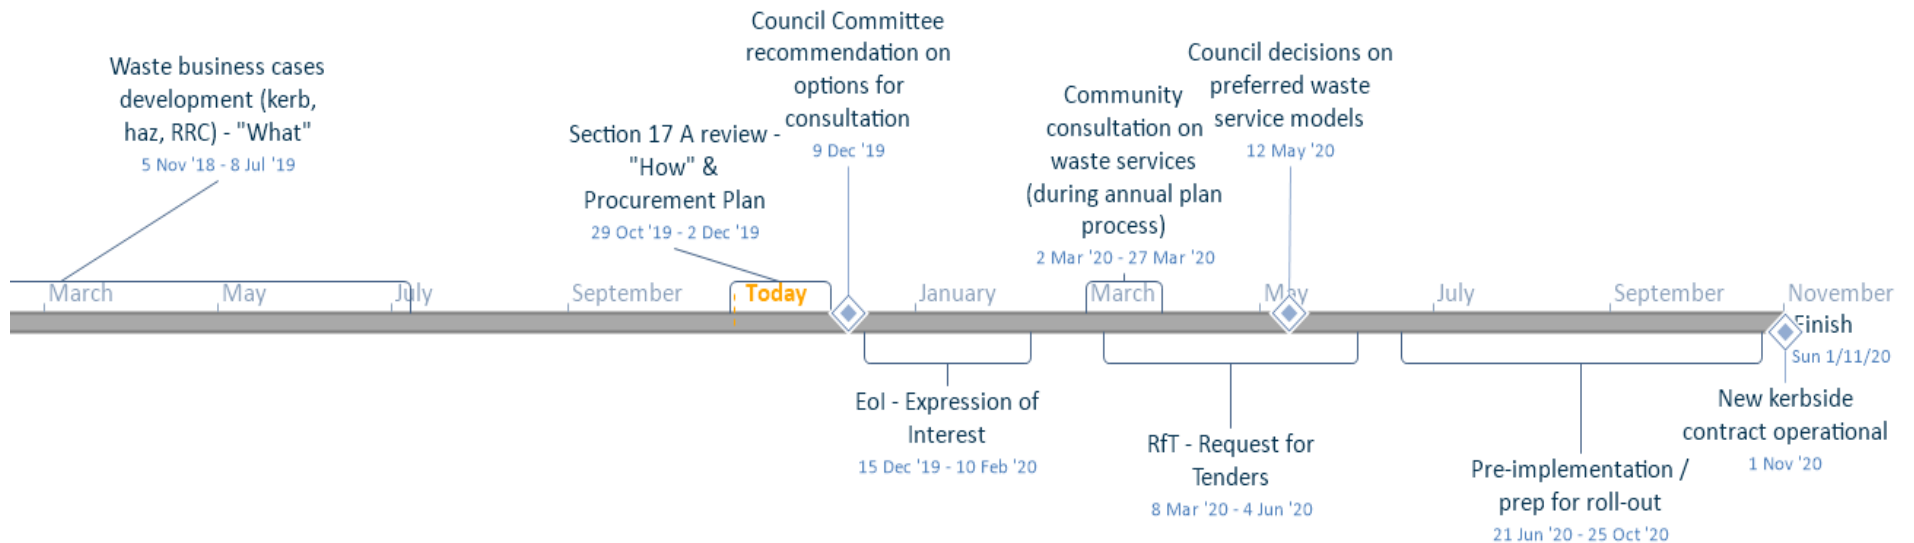 Waste business cases
development (kerb,
haz, RRC) - "What"
5 Nov '18 - 8 Jul '19
Section 17 A review -
"How" &
Procurement Plan
29 Oct '19 - 2 Dec '19
Council Committee
recommendation on
options for
consultation
9 Dec '19
Community
consultation on
waste services
(during annual plan
process)
2 Mar '20 - 27 Mar '20
Council decisions on
preferred waste
service models
12 May '20
March
May
July
September
Today
January
March
May
July
September
November
Finish
Sun 1/11/20
EoI - Expression of
Interest
15 Dec '19 - 10 Feb '20
RfT - Request for
Tenders
8 Mar '20 - 4 Jun '20
Pre-implementation /
prep for roll-out
21 Jun '20 - 25 Oct '20
New kerbside
contract operational
1 Nov '20